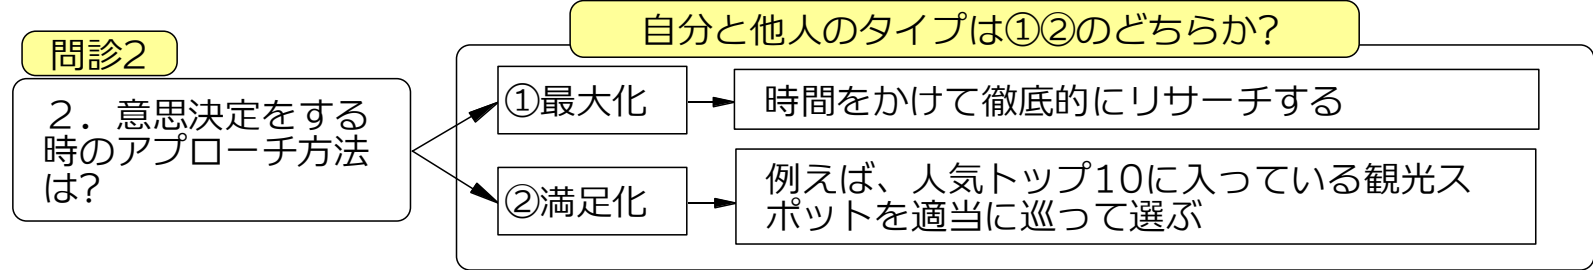 自分と他人のタイプは①②のどちらか?
問診2
２．意思決定をする
時のアプローチ方法
は?
①最大化
時間をかけて徹底的にリサーチする
②満足化
例えば、人気トップ10に入っている観光ス
ポットを適当に巡って選ぶ